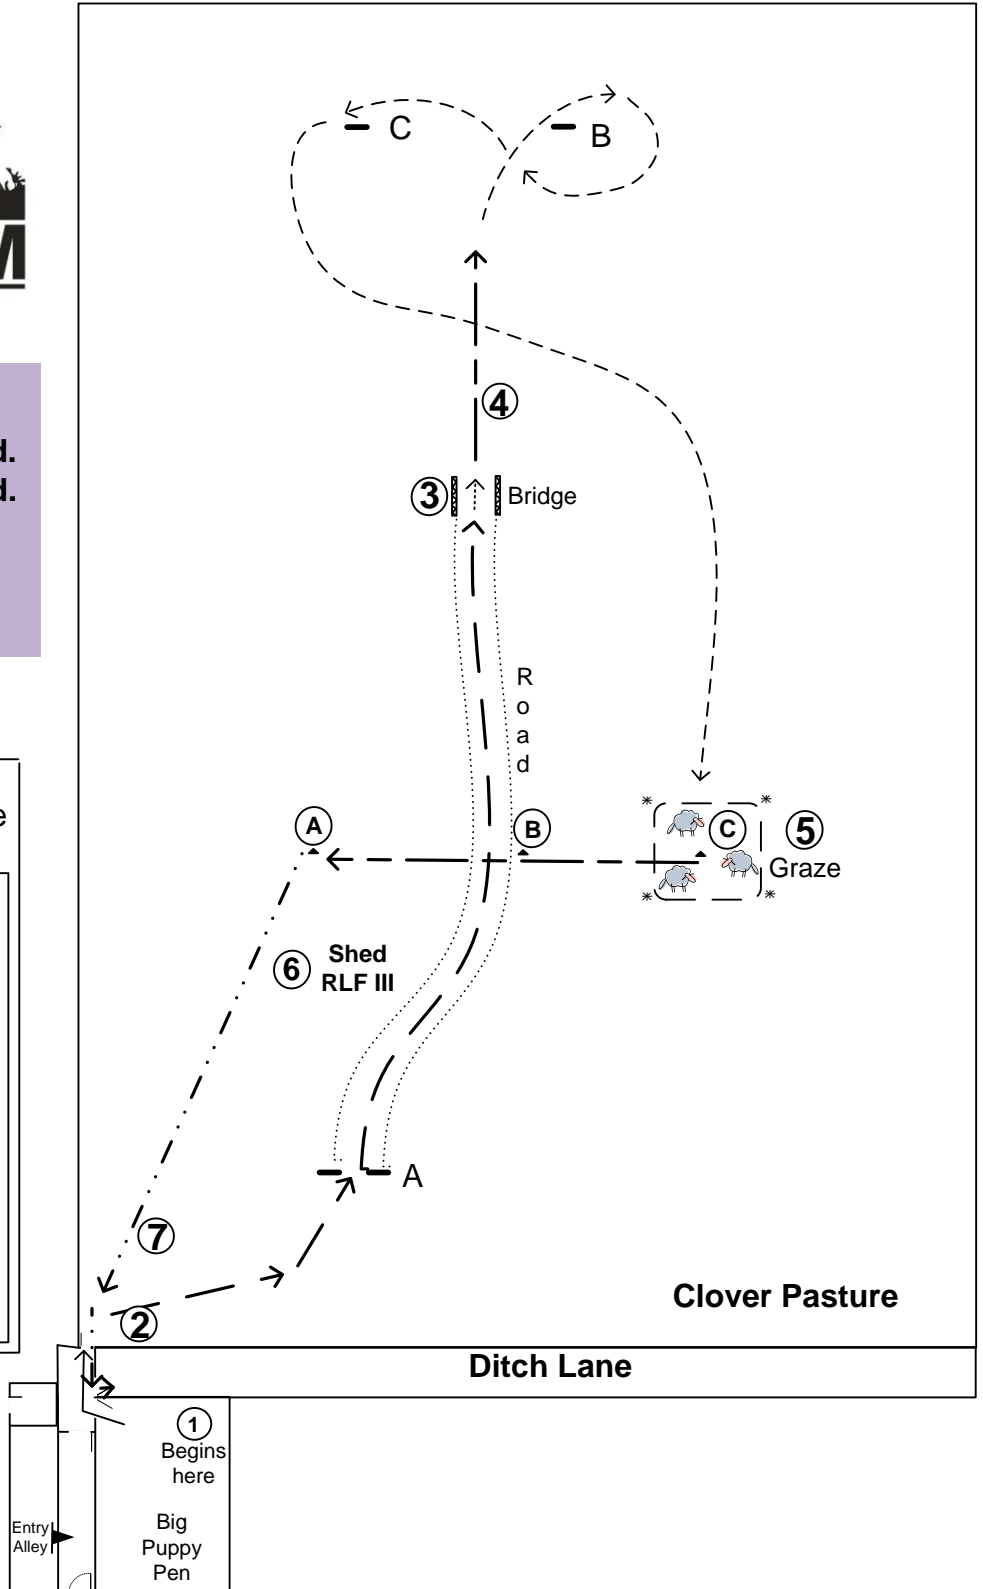 C
B
M
4
d.
d.
3
Bridge
Road
e
A
B
C
5
Graze
6
Shed
RLF III
A
7
2
Clover Pasture
Ditch Lane
1
Begins
here
Entry
Alley
Big
Puppy
Pen